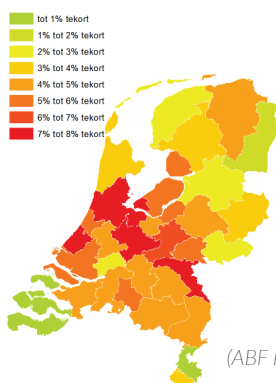 tot 1% tekort
1% tot 2% tekort
2% tot 3% tekort
3% tot 4% tekort
4% tot 5% tekort
5% tot 6% tekort
6% tot 7% tekort
7% tot 8% tekort
(ABF